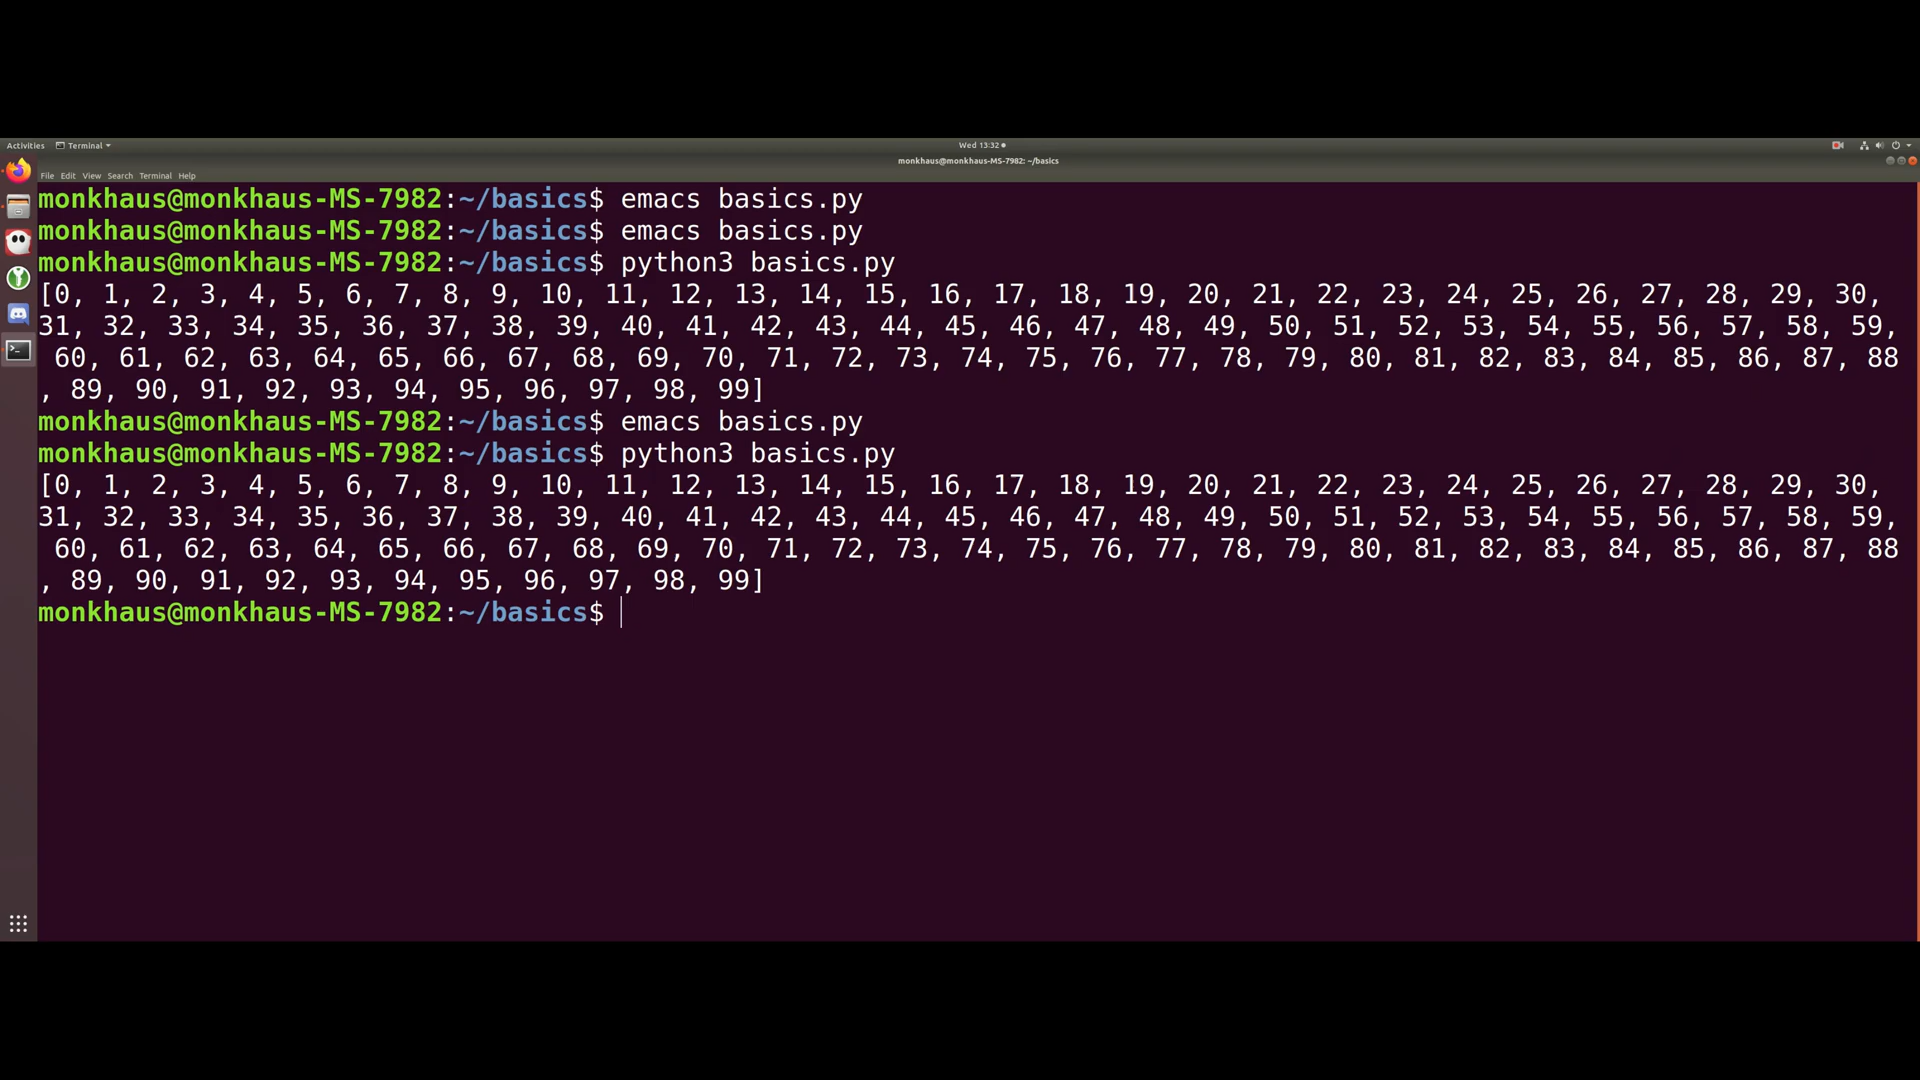 Activities Terminal Wed 13:32
monkhaus@monkhaus-MS-7982: ~/basics
File Edit View Search Terminal Help
monkhaus@monkhaus-MS-7982:~/basics$ emacs basics.py
monkhaus@monkhaus-MS-7982:~/basics$ emacs basics.py
monkhaus@monkhaus-MS-7982:~/basics$ python3 basics.py
[0, 1, 2, 3, 4, 5, 6, 7, 8, 9, 10, 11, 12, 13, 14, 15, 16, 17, 18, 19, 20, 21, 22, 23, 24, 25, 26, 27, 28, 29, 30,
31, 32, 33, 34, 35, 36, 37, 38, 39, 40, 41, 42, 43, 44, 45, 46, 47, 48, 49, 50, 51, 52, 53, 54, 55, 56, 57, 58, 59,
60, 61, 62, 63, 64, 65, 66, 67, 68, 69, 70, 71, 72, 73, 74, 75, 76, 77, 78, 79, 80, 81, 82, 83, 84, 85, 86, 87, 88
, 89, 90, 91, 92, 93, 94, 95, 96, 97, 98, 99]
monkhaus@monkhaus-MS-7982:~/basics$ emacs basics.py
monkhaus@monkhaus-MS-7982:~/basics$ python3 basics.py
[0, 1, 2, 3, 4, 5, 6, 7, 8, 9, 10, 11, 12, 13, 14, 15, 16, 17, 18, 19, 20, 21, 22, 23, 24, 25, 26, 27, 28, 29, 30,
31, 32, 33, 34, 35, 36, 37, 38, 39, 40, 41, 42, 43, 44, 45, 46, 47, 48, 49, 50, 51, 52, 53, 54, 55, 56, 57, 58, 59,
60, 61, 62, 63, 64, 65, 66, 67, 68, 69, 70, 71, 72, 73, 74, 75, 76, 77, 78, 79, 80, 81, 82, 83, 84, 85, 86, 87, 88
, 89, 90, 91, 92, 93, 94, 95, 96, 97, 98, 99]
monkhaus@monkhaus-MS-7982:~/basics$